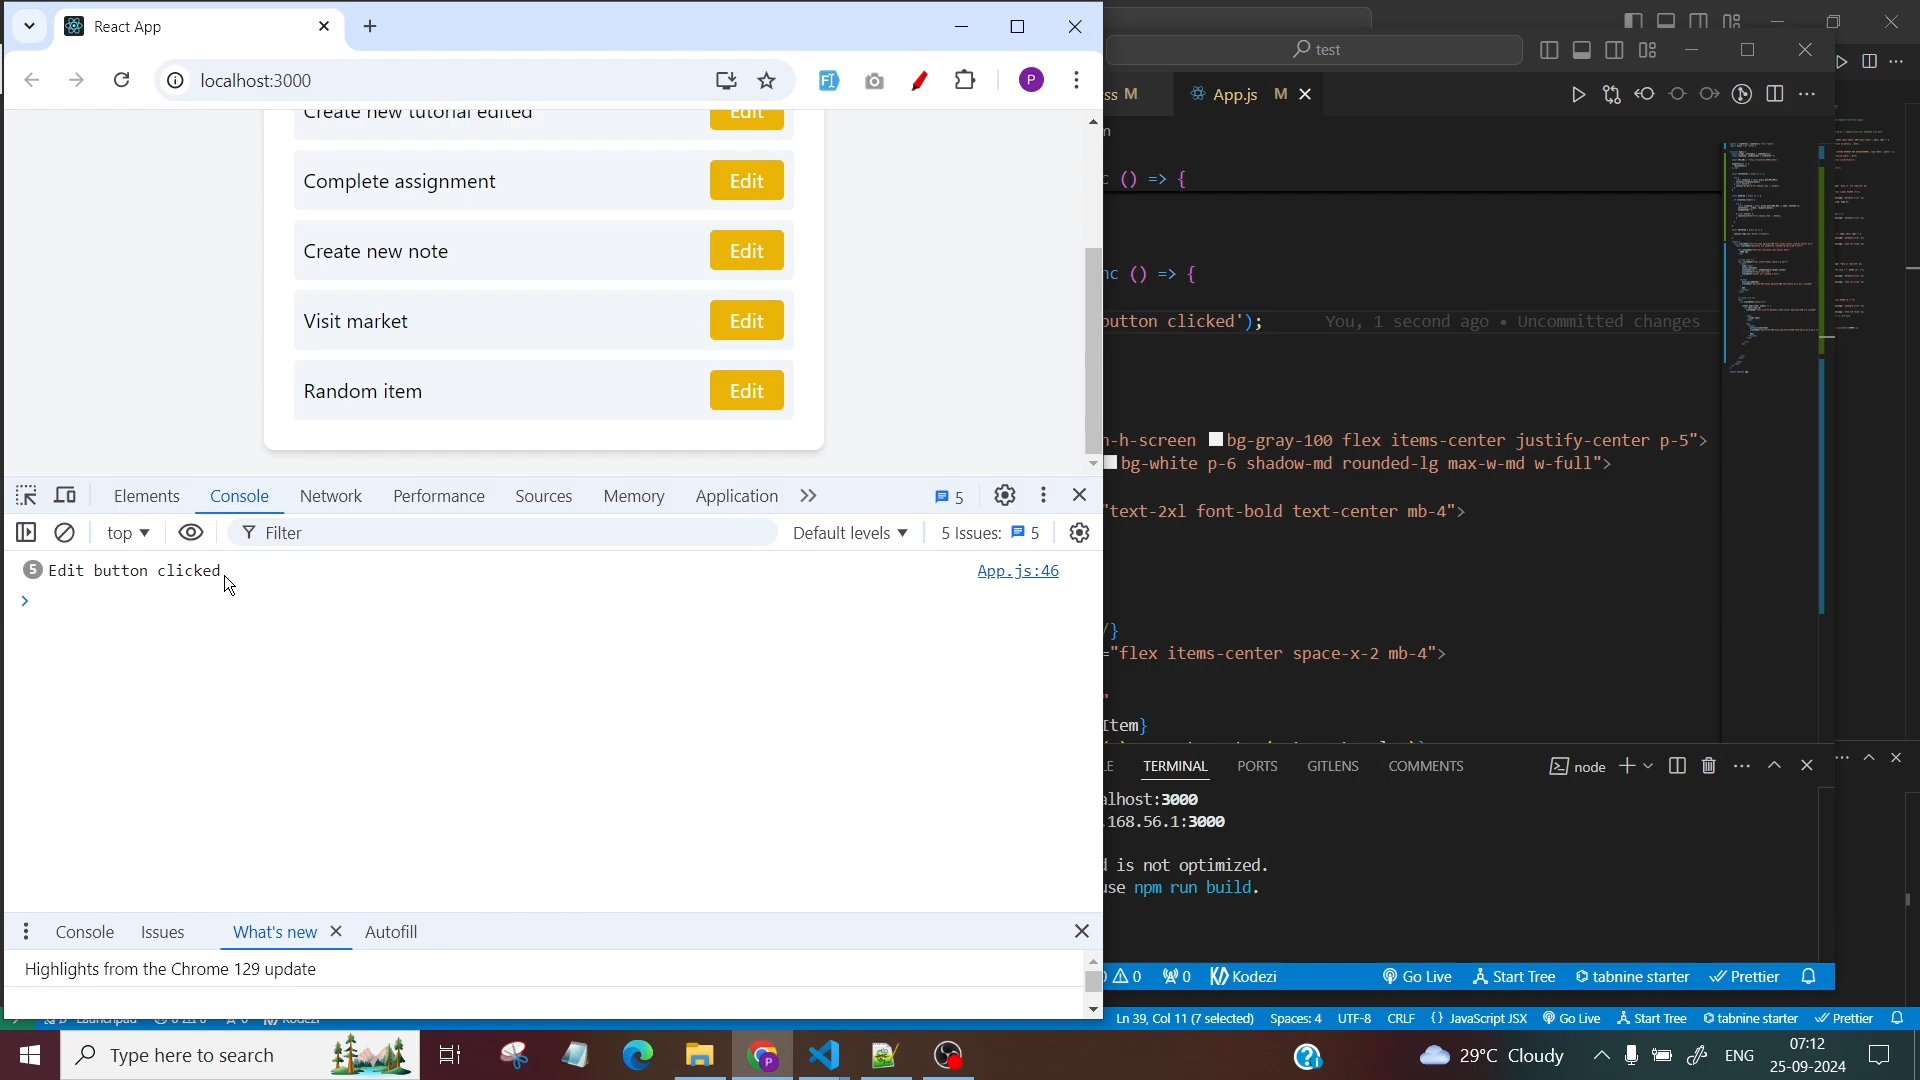 React App
localhost:3000
P
test
Create new tutorial edited
Edit
Complete assignment
Edit
Create new note
Edit
Visit market
Edit
Random item
Edit
Elements
Console
Network
Performance
Sources
Memory
Application
5
top
Filter
Default levels
5 Issues:
5
5 Edit button clicked
App.js:46
Console
Issues
What's new
Autofill
Highlights from the Chrome 129 update
ss M
App.js M
() => {
nc () => {
button clicked'); You, 1 second ago • Uncommitted changes
n-h-screen bg-gray-100 flex items-center justify-center p-5">
bg-white p-6 shadow-md rounded-lg max-w-md w-full">
"text-2xl font-bold text-center mb-4">
/}
="flex items-center space-x-2 mb-4">
"
Item}
LE
TERMINAL
PORTS
GITLENS
COMMENTS
node
alhost:3000
.168.56.1:3000
d is not optimized.
use npm run build.
0
0
Kodezi
Go Live
Start Tree
tabnine starter
Prettier
Ln 39, Col 11 (7 selected)
Spaces: 4
UTF-8
CRLF
{} JavaScript JSX
Go Live
Start Tree
tabnine starter
Prettier
Type here to search
29°C Cloudy
ENG
07:12
25-09-2024